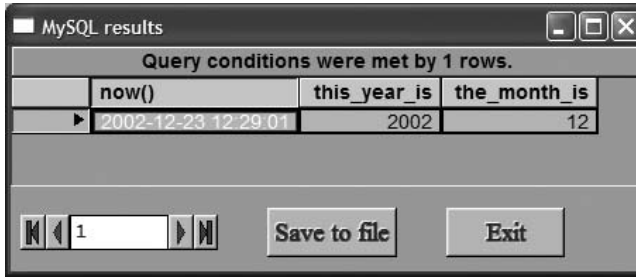 MySQL results
Query conditions were met by 1 rows.
now() this_year_is the_month_is
2002-12-23 12:29:01 2002 12
1 Save to file Exit